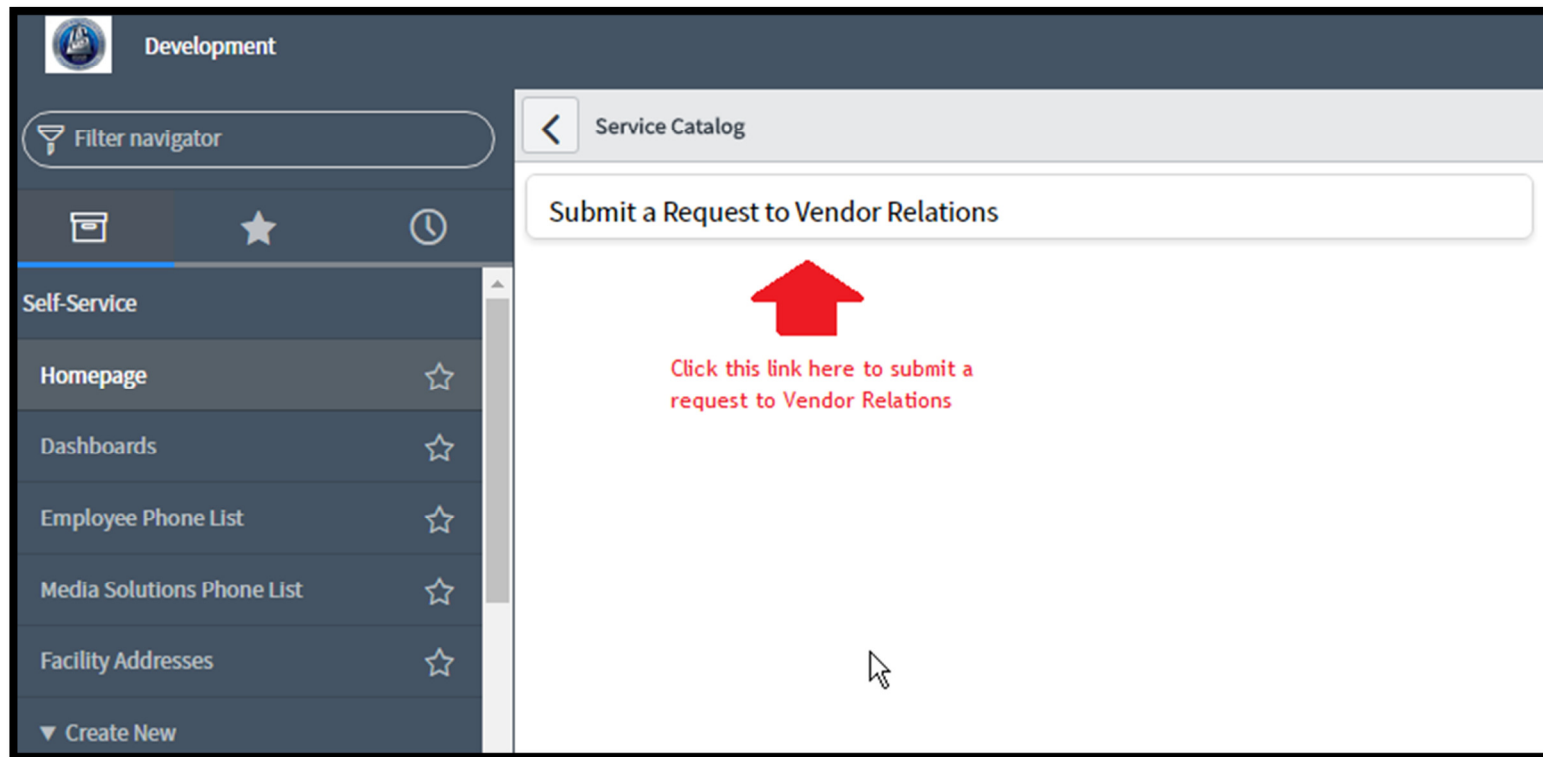 Development
Filter navigator
Service Catalog
Submit a Request to Vendor Relations
Self-Service
Homepage
Dashboards
Employee Phone List
Media Solutions Phone List
Facility Addresses
▼ Create New
Click this link here to submit a
request to Vendor Relations